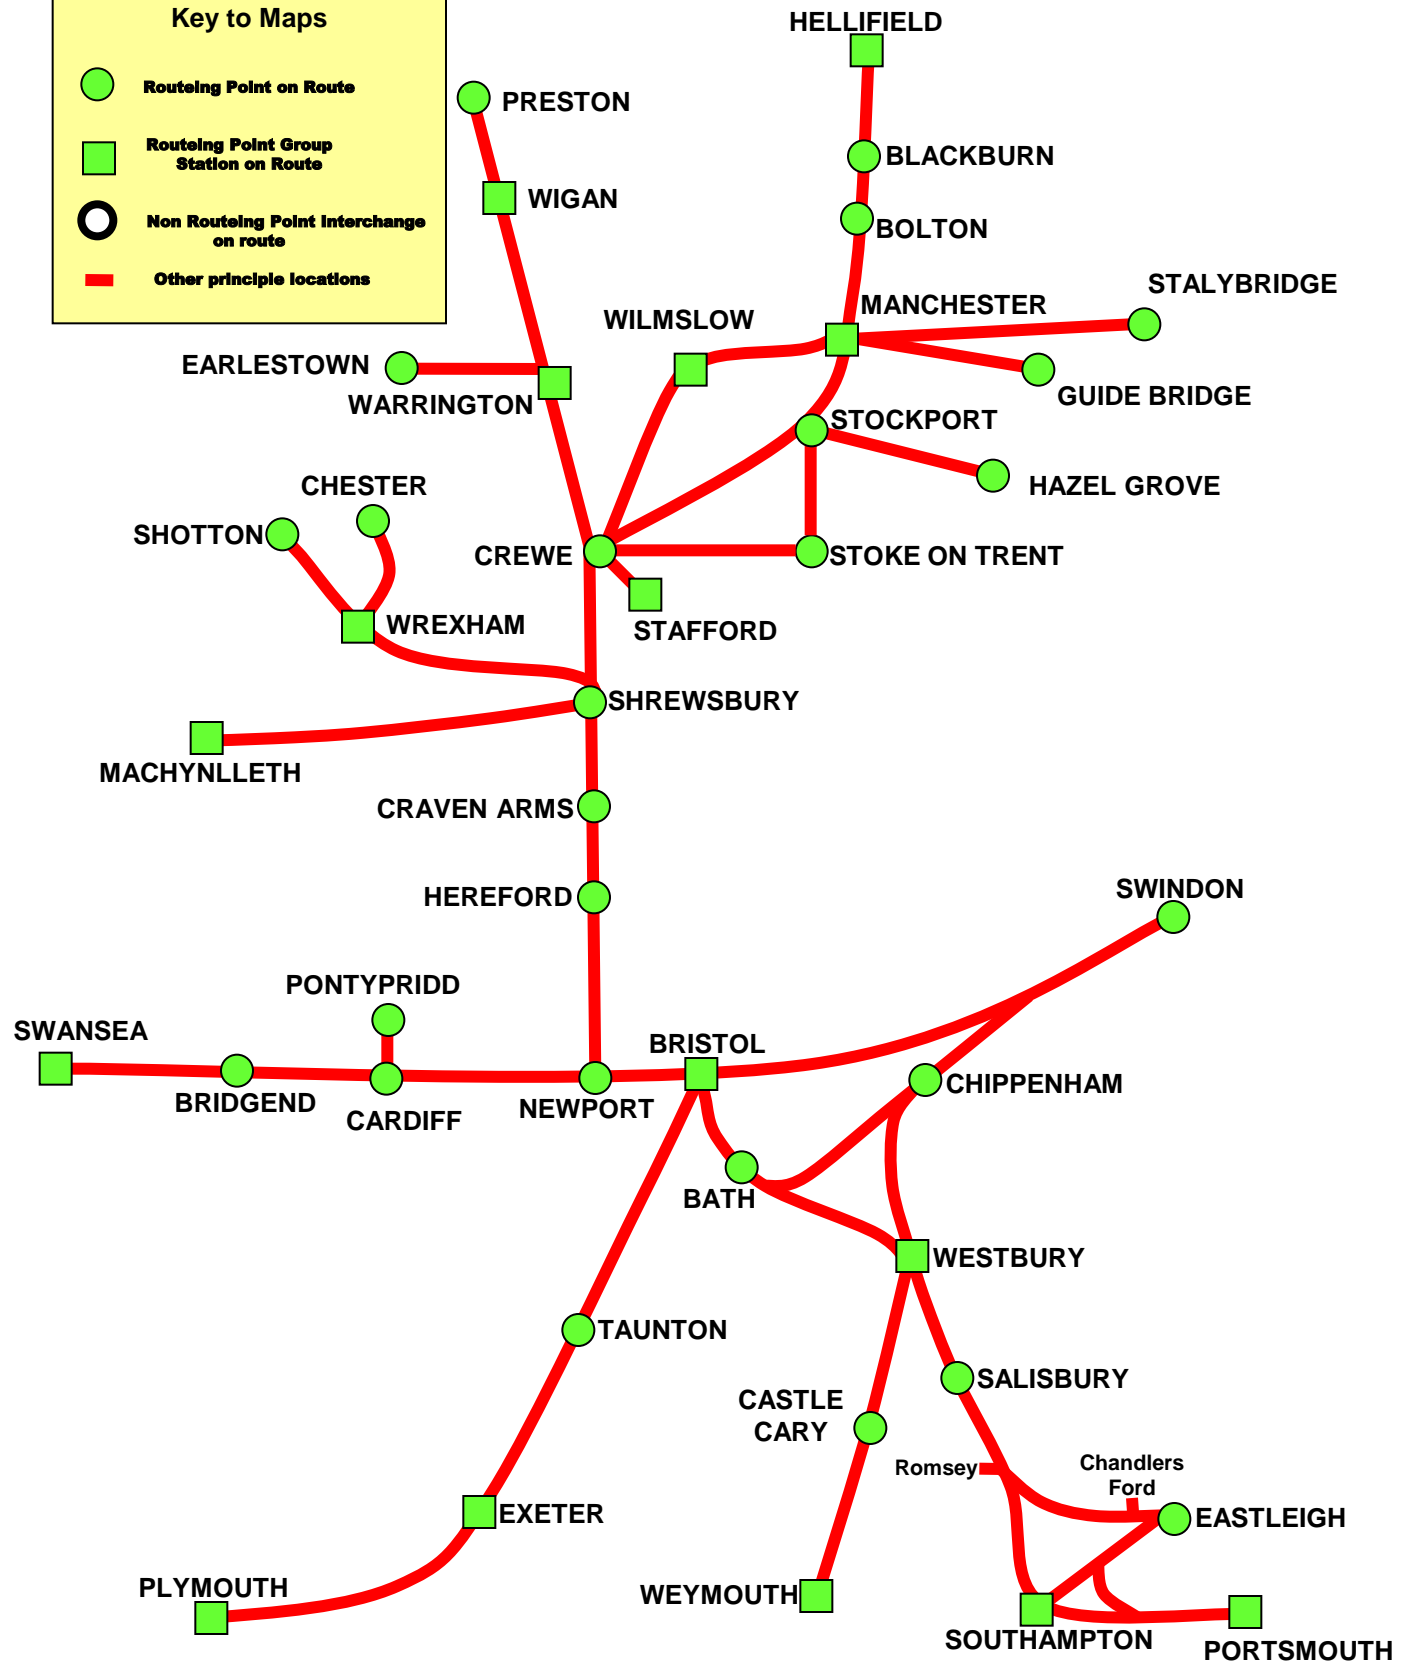 Key to Maps
Routeing Point on Route
Routeing Point Group
Station on Route
Non Routeing Point Interchange
on route
Other principle locations
HELLIFIELD
PRESTON
BLACKBURN
WIGAN
BOLTON
STALYBRIDGE
MANCHESTER
WILMSLOW
EARLESTOWN
WARRINGTON
GUIDE BRIDGE
STOCKPORT
CHESTER
HAZEL GROVE
SHOTTON
CREWE
STOKE ON TRENT
WREXHAM
STAFFORD
SHREWSBURY
MACHYNLLETH
CRAVEN ARMS
HEREFORD
SWINDON
PONTYPRIDD
SWANSEA
BRISTOL
CHIPPENHAM
BRIDGEND
NEWPORT
CARDIFF
BATH
WESTBURY
TAUNTON
SALISBURY
CASTLE
CARY
Romsey
Chandlers
Ford
EXETER
EASTLEIGH
PLYMOUTH
WEYMOUTH
SOUTHAMPTON
PORTSMOUTH